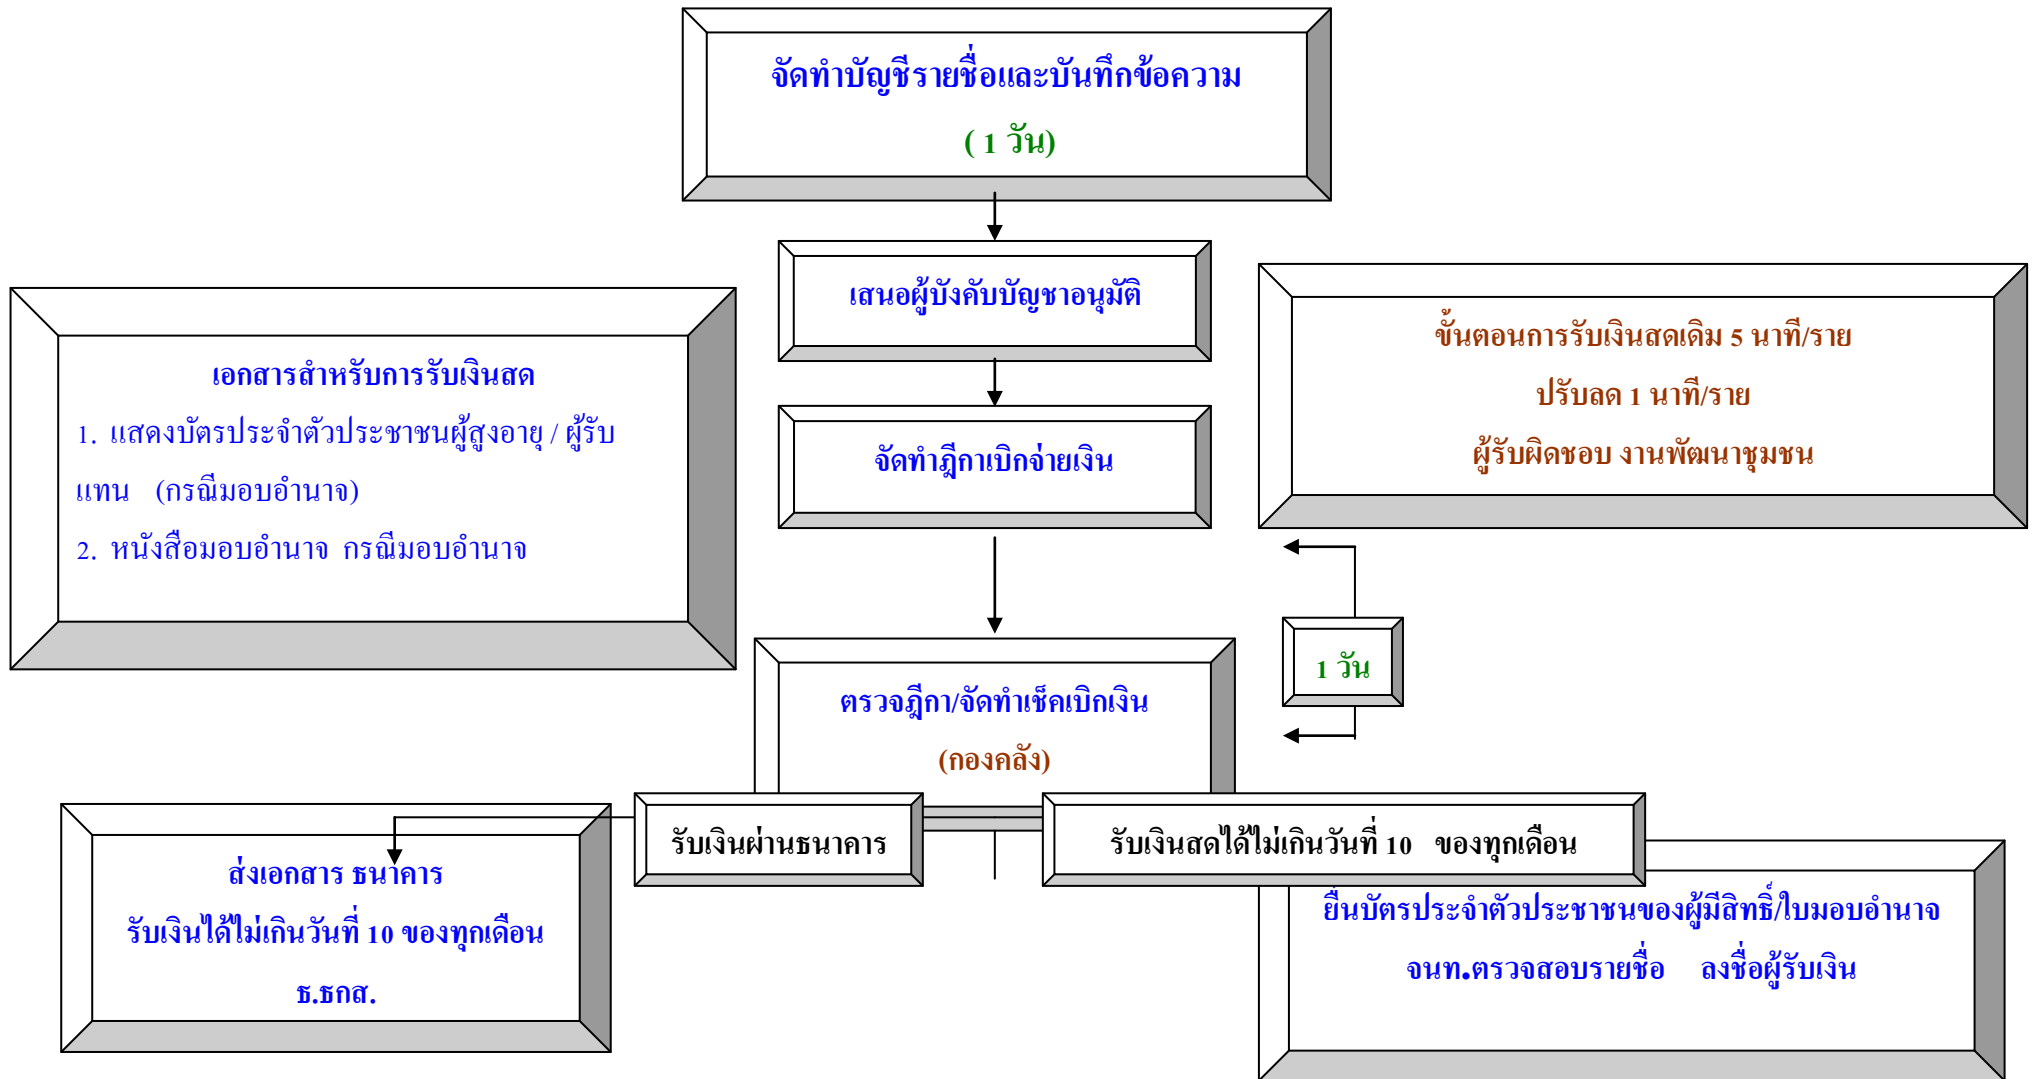 จัดทำบัญชีรายชื่อและบันทึกข้อความ
( 1 วัน)
เสนอผู้บังคับบัญชาอนุมัติ
จัดทำฎีกาเบิกจ่ายเงิน
เอกสารสำหรับการรับเงินสด
1. แสดงบัตรประจำตัวประชาชนผู้สูงอายุ / ผู้รับ
แทน (กรณีมอบอำนาจ)
2. หนังสือมอบอำนาจ กรณีมอบอำนาจ
ขั้นตอนการรับเงินสดเดิม 5 นาที/ราย
ปรับลด 1 นาที/ราย
ผู้รับผิดชอบ งานพัฒนาชุมชน
1 วัน
ตรวจฎีกา/จัดทำเช็คเบิกเงิน
(กองคลัง)
รับเงินผ่านธนาคาร
รับเงินสดได้ไม่เกินวันที่ 10 ของทุกเดือน
ส่งเอกสาร ธนาคาร
รับเงินได้ไม่เกินวันที่ 10 ของทุกเดือน
ธ.ธกส.
ยื่นบัตรประจำตัวประชาชนของผู้มีสิทธิ์/ใบมอบอำนาจ
จนท.ตรวจสอบรายชื่อ ลงชื่อผู้รับเงิน